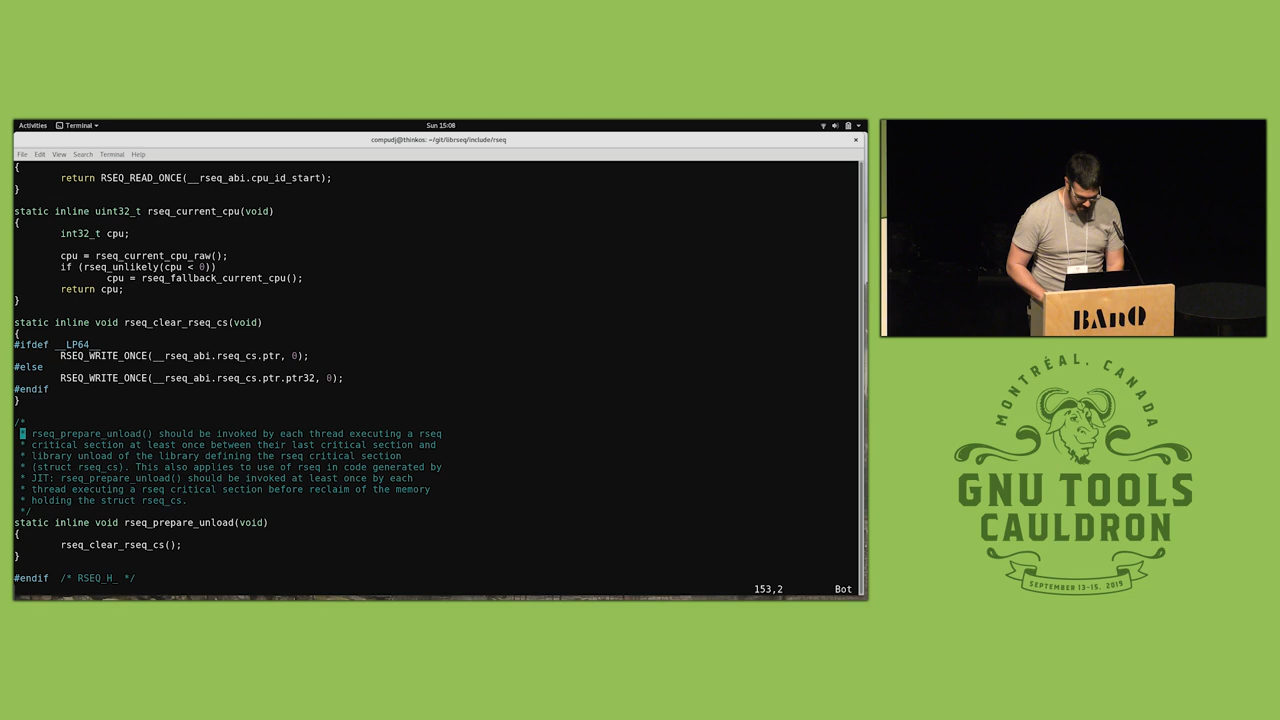 Activities Terminal Sun 15:08
compudj@thinkos: ~/git/librseq/include/rseq ×
File Edit View Search Terminal Help
{
return RSEQ_READ_ONCE(__rseq_abi.cpu_id_start);
}
static inline uint32_t rseq_current_cpu(void)
{
int32_t cpu;
cpu = rseq_current_cpu_raw();
if (rseq_unlikely(cpu < 0))
cpu = rseq_fallback_current_cpu();
return cpu;
}
static inline void rseq_clear_rseq_cs(void)
{
#ifdef __LP64__
RSEQ_WRITE_ONCE(__rseq_abi.rseq_cs.ptr, 0);
#else
RSEQ_WRITE_ONCE(__rseq_abi.rseq_cs.ptr.ptr32, 0);
#endif
}
/*
* rseq_prepare_unload() should be invoked by each thread executing a rseq
* critical section at least once between their last critical section and
* library unload of the library defining the rseq critical section
* (struct rseq_cs). This also applies to use of rseq in code generated by
* JIT: rseq_prepare_unload() should be invoked at least once by each
* thread executing a rseq critical section before reclaim of the memory
* holding the struct rseq_cs.
*/
static inline void rseq_prepare_unload(void)
{
rseq_clear_rseq_cs();
}
#endif /* RSEQ_H_ */
153,2 Bot
BAnQ
MONTRÉAL, CANADA
GNU TOOLS
CAULDRON
SEPTEMBER 13-15, 2019